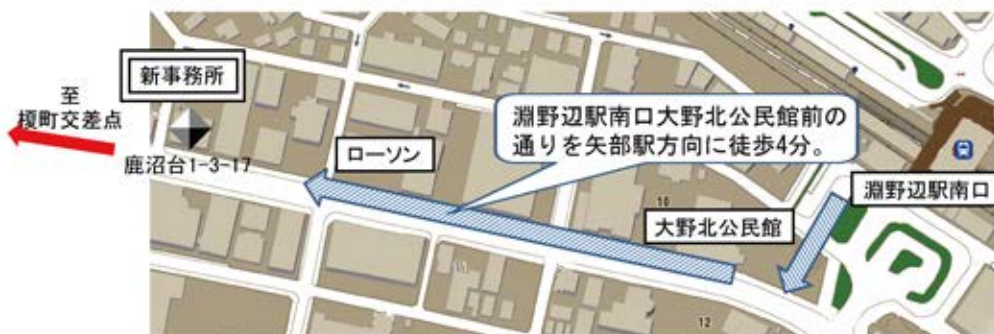 新事務所
至
榎町交差点
鹿沼台1-3-17
ローソン
淵野辺駅南口大野北公民館前の
通りを矢部駅方向に徒歩4分。
淵野辺駅南口
大野北公民館
10
11
12